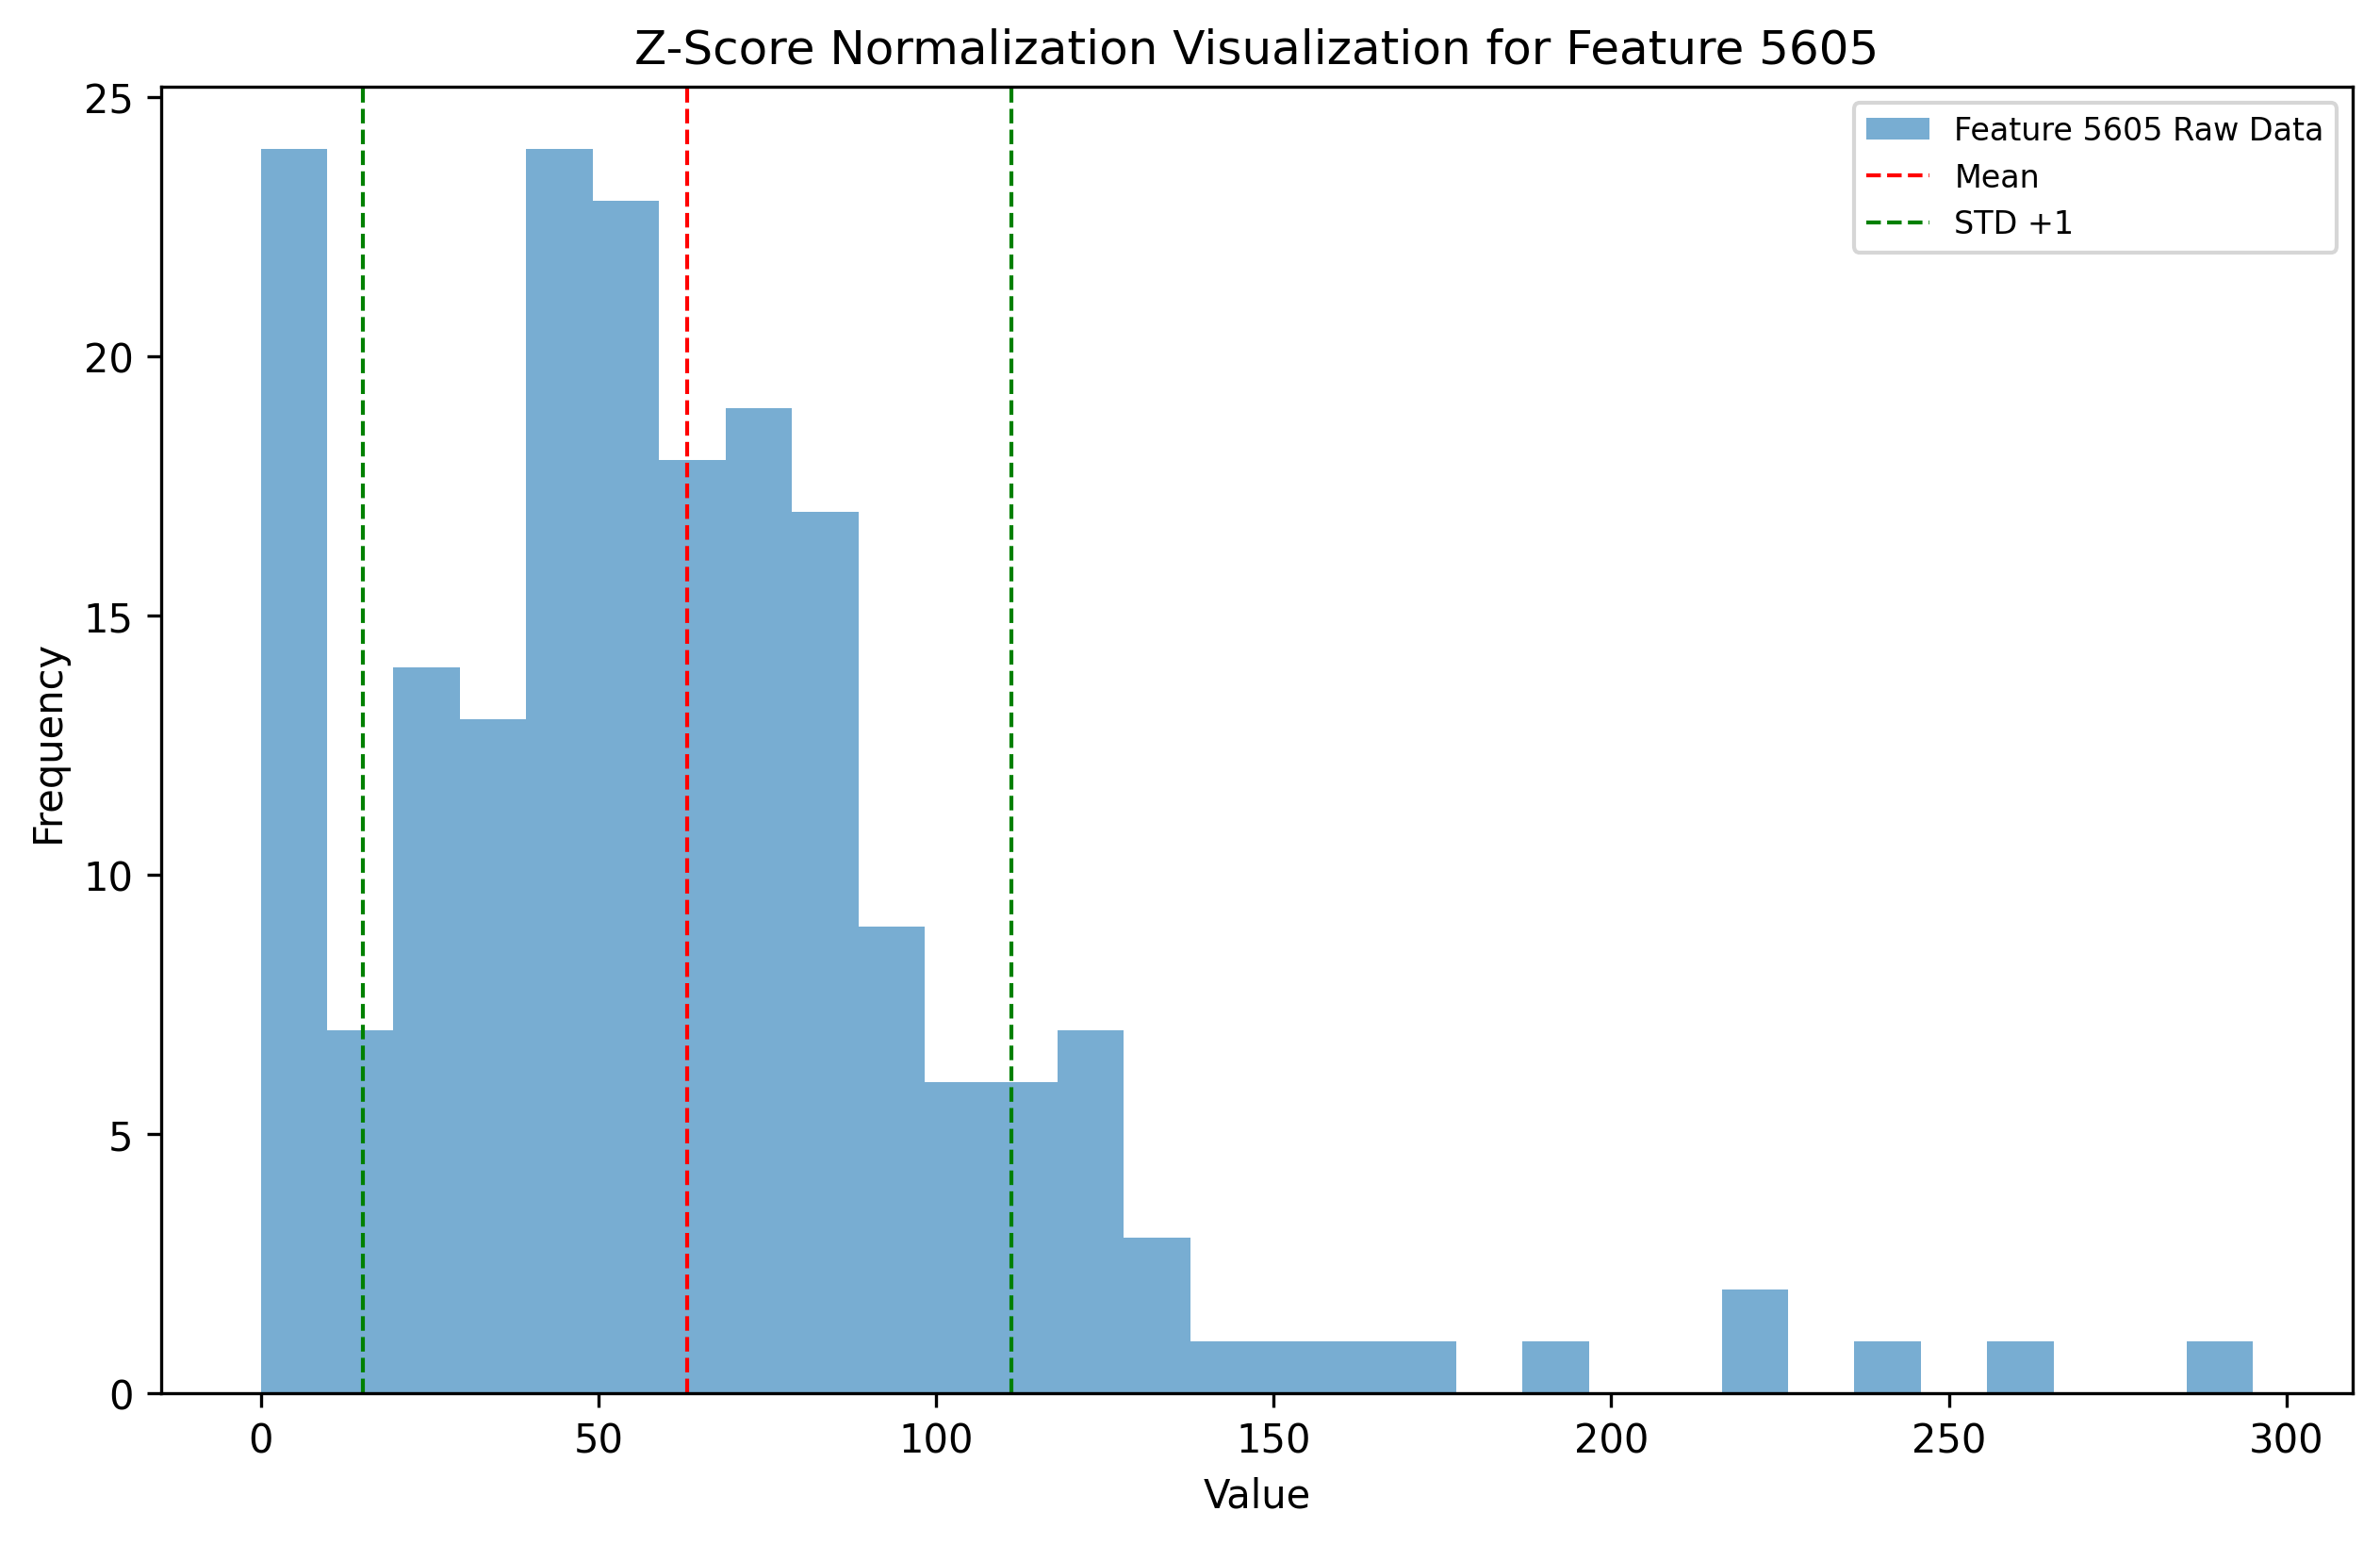 Z-Score Normalization Visualization for Feature 5605
Feature 5605 Raw Data
Mean
STD +1
25
20
15
10
5
0
Frequency
0 50 100 150 200 250 300
Value